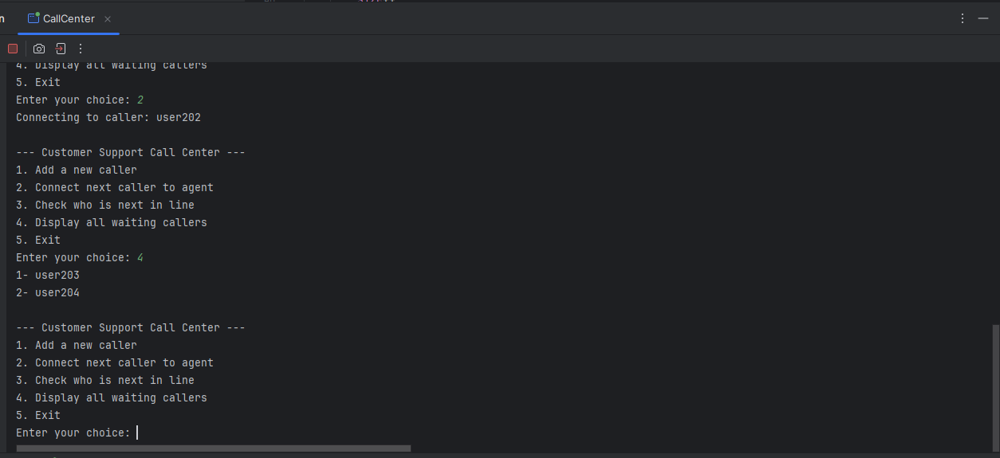 CallCenter
4. Display all waiting callers
5. Exit
Enter your choice: 2
Connecting to caller: user202
--- Customer Support Call Center ---
1. Add a new caller
2. Connect next caller to agent
3. Check who is next in line
4. Display all waiting callers
5. Exit
Enter your choice: 4
1- user203
2- user204
--- Customer Support Call Center ---
1. Add a new caller
2. Connect next caller to agent
3. Check who is next in line
4. Display all waiting callers
5. Exit
Enter your choice: